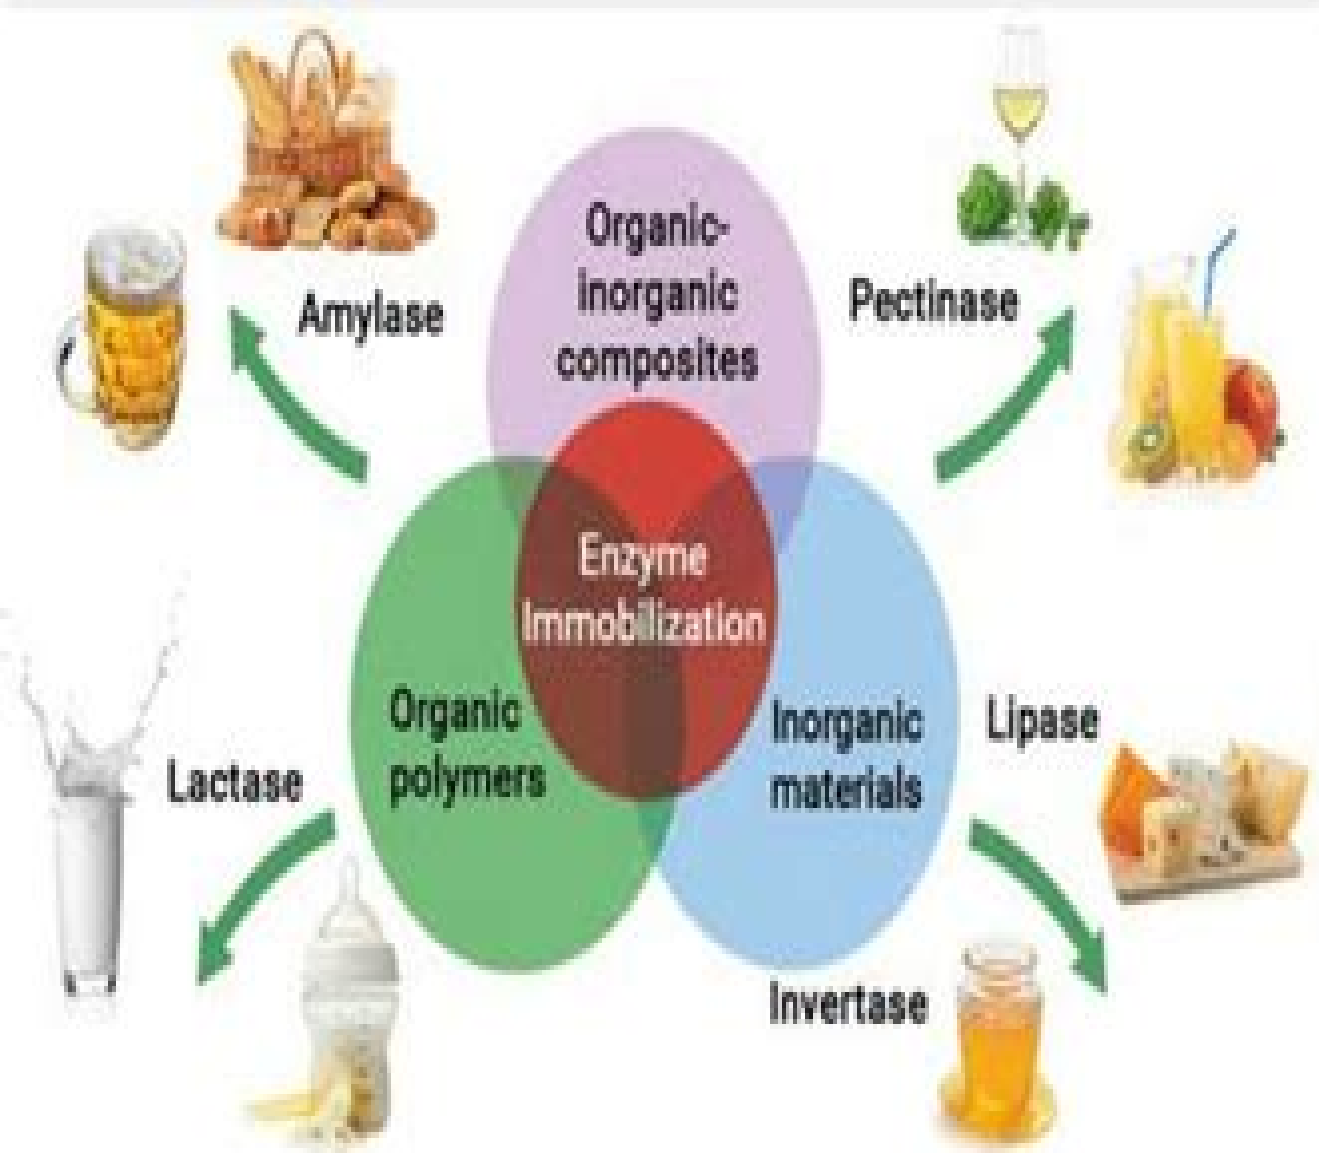 Organic-
inorganic
composites
Amylase
Pectinase
Enzyme
Immobilization
Organic
polymers
Inorganic
materials
Lipase
Lactase
Invertase